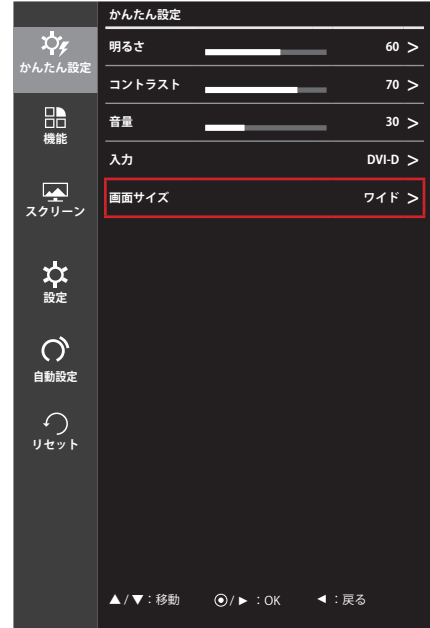 かんたん設定
かんたん設定
機能
スクリーン
設定
自動設定
リセット
明るさ 60 >
コントラスト 70 >
音量 30 >
入力 DVI-D >
画面サイズ ワイド >
▲/▼:移動 ◉/► :OK ◄ :戻る